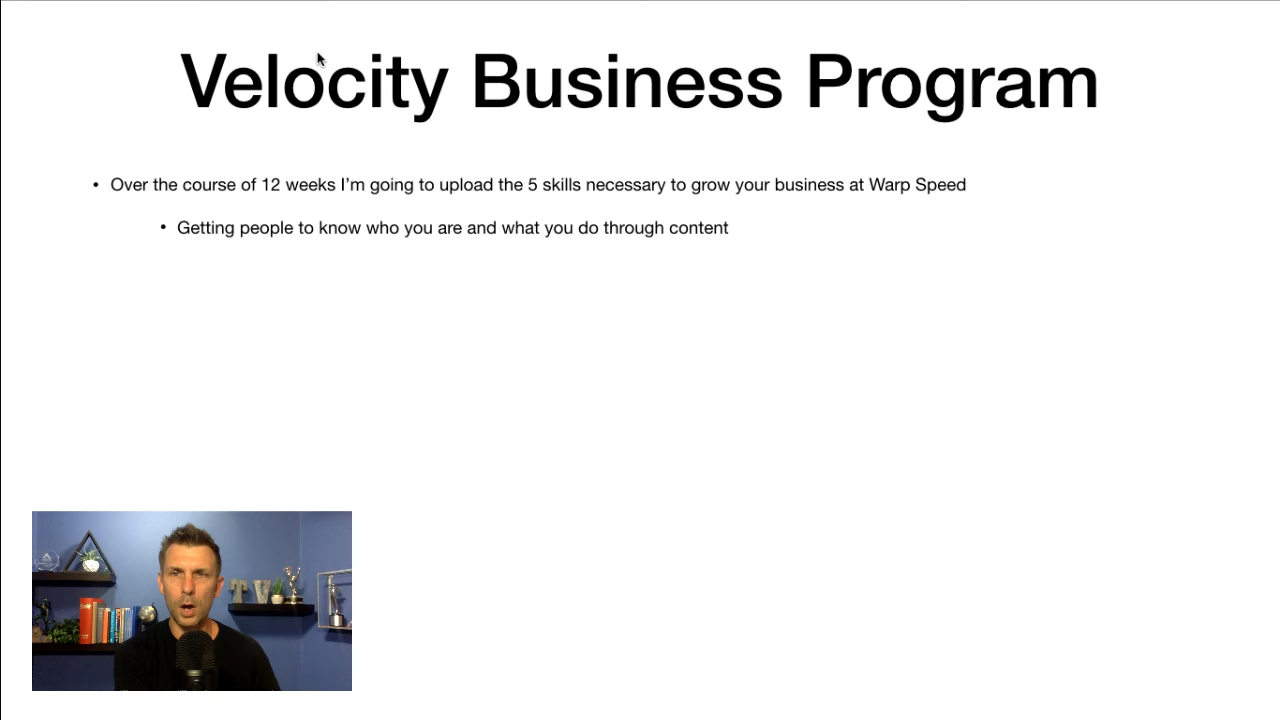 Velocity Business Program
• Over the course of 12 weeks I’m going to upload the 5 skills necessary to grow your business at Warp Speed
• Getting people to know who you are and what you do through content
TV